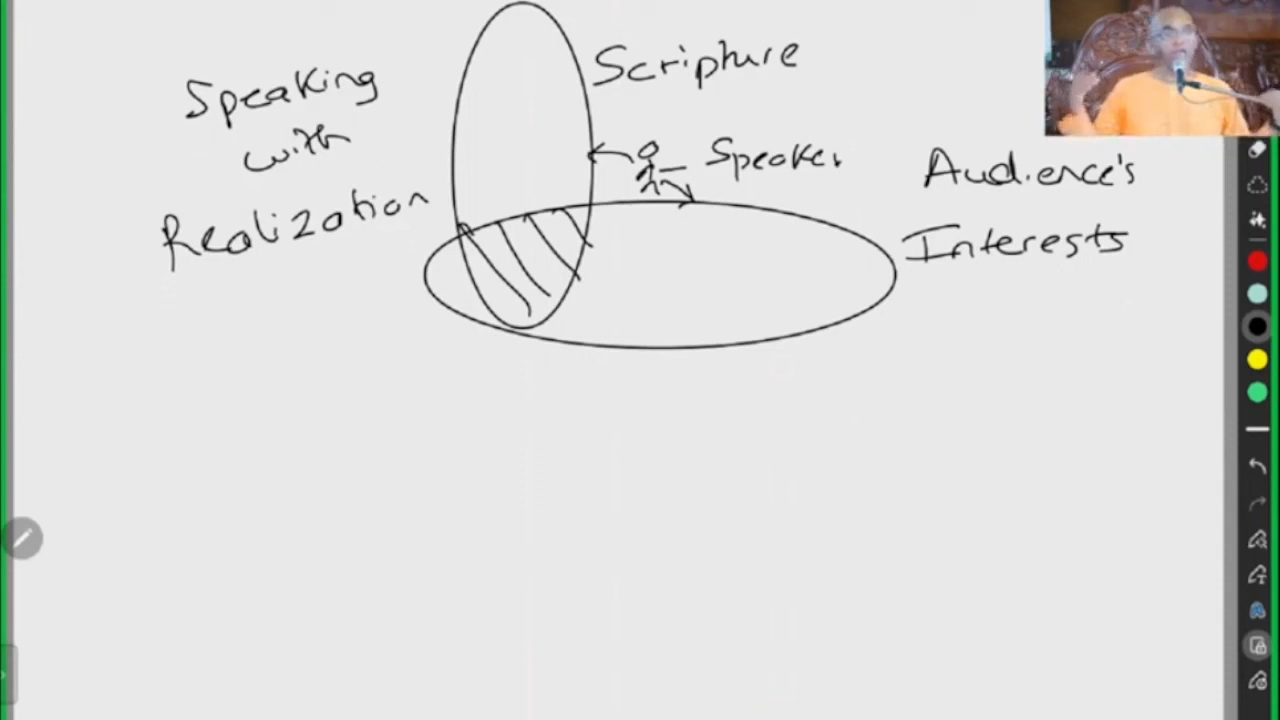 Speaking
with
Realization
Scripture
Speaker
Audience's
Interests